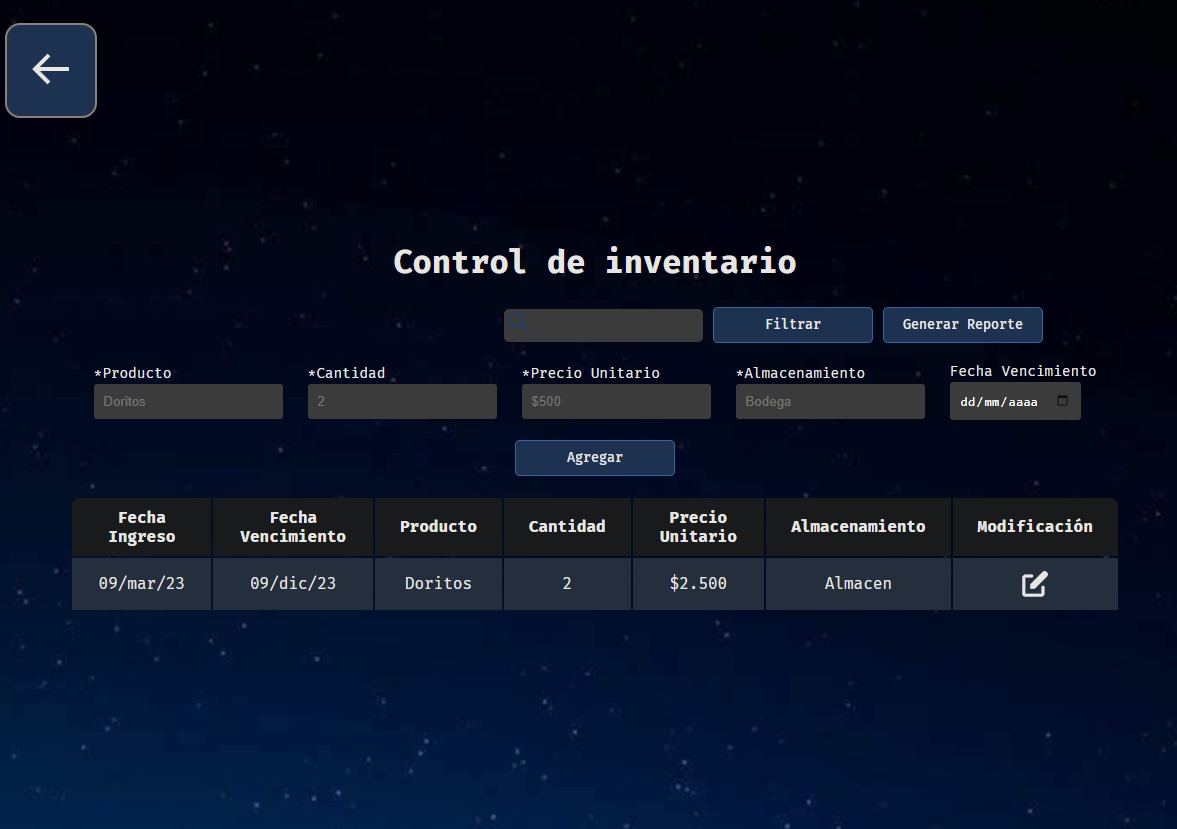 Control de inventario
Filtrar
Generar Reporte
*Producto
*Cantidad
*Precio Unitario
*Almacenamiento
Fecha Vencimiento
Doritos
2
$500
Bodega
dd/mm/aaaa
Agregar
Fecha
Ingreso
Fecha
Vencimiento
Producto
Cantidad
Precio
Unitario
Almacenamiento
Modificación
09/mar/23
09/dic/23
Doritos
2
$2.500
Almacen